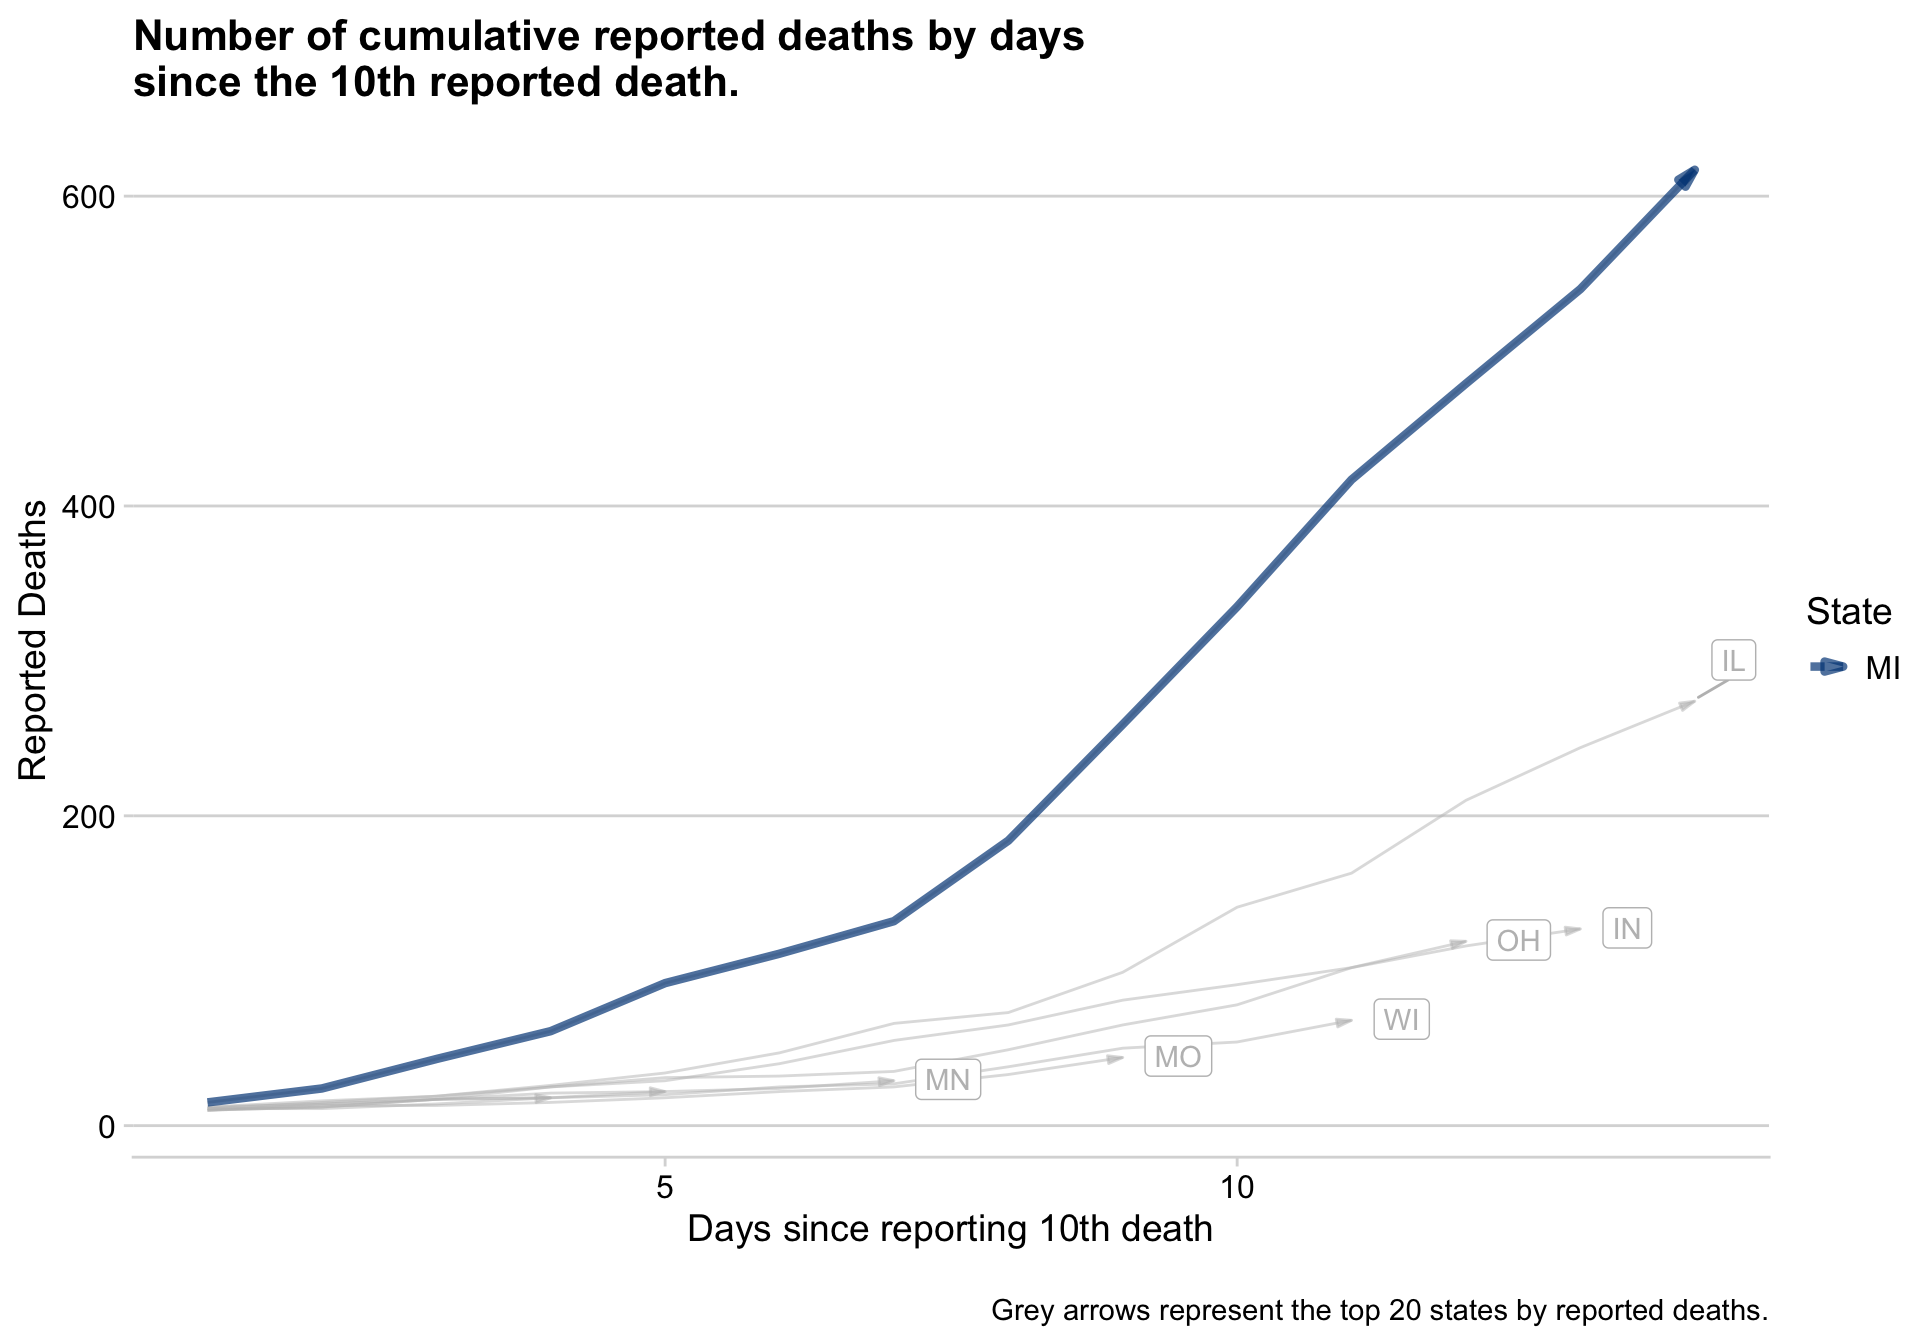 Number of cumulative reported deaths by days
since the 10th reported death.
600
400
200
0
Reported Deaths
IL
IN
OH
WI
MO
MN
State
MI
5
10
Days since reporting 10th death
Grey arrows represent the top 20 states by reported deaths.